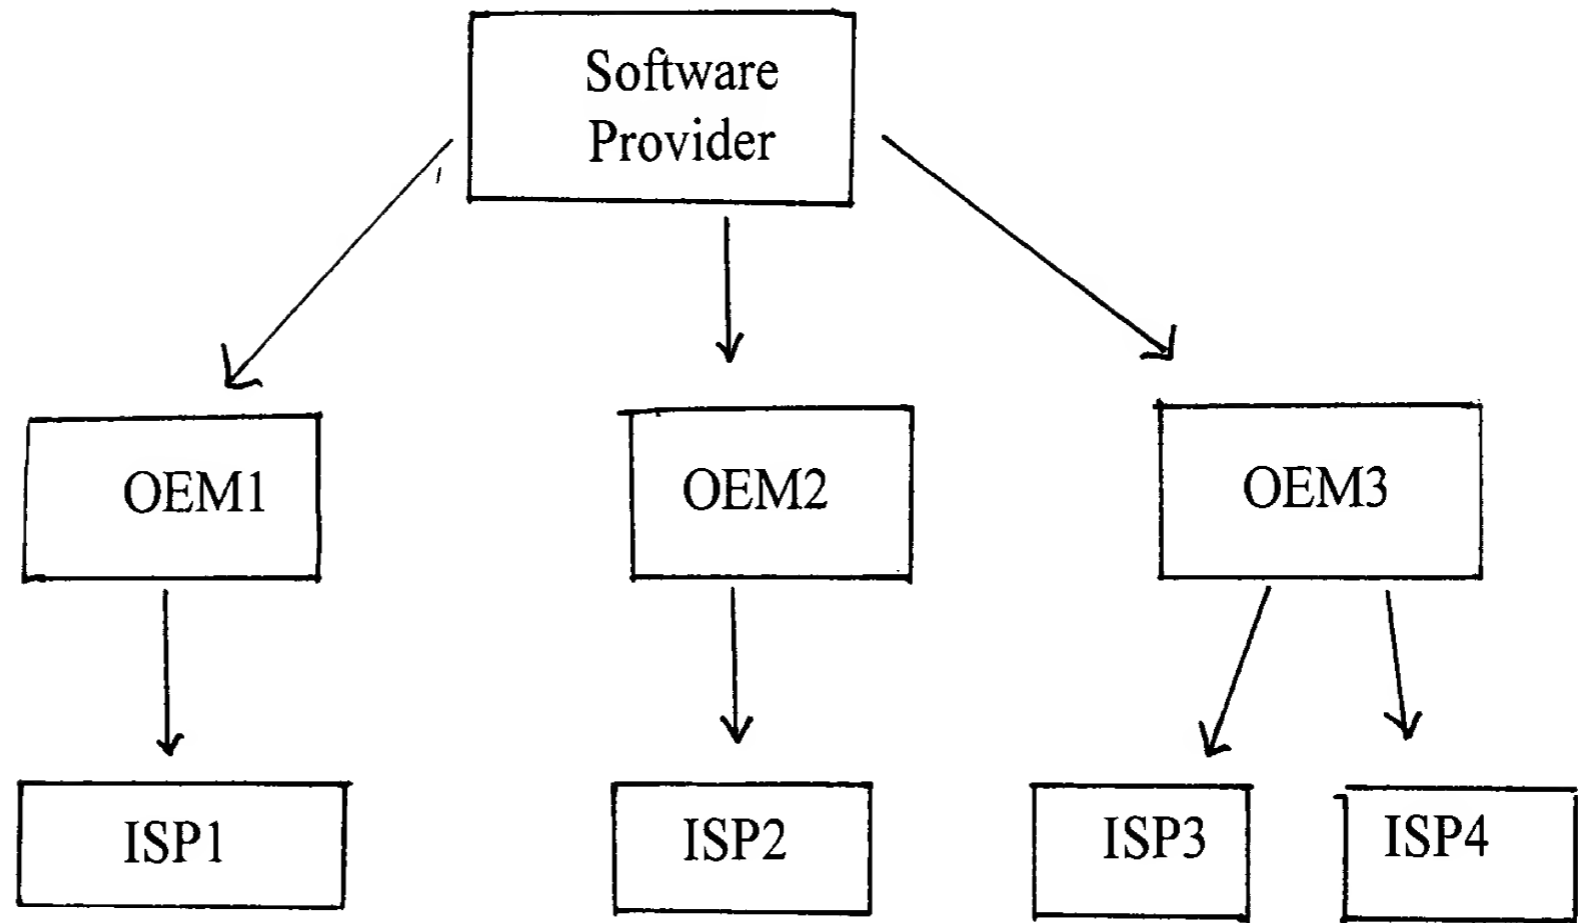 Software
Provider
OEM1
OEM2
OEM3
ISP1
ISP2
ISP3
ISP4